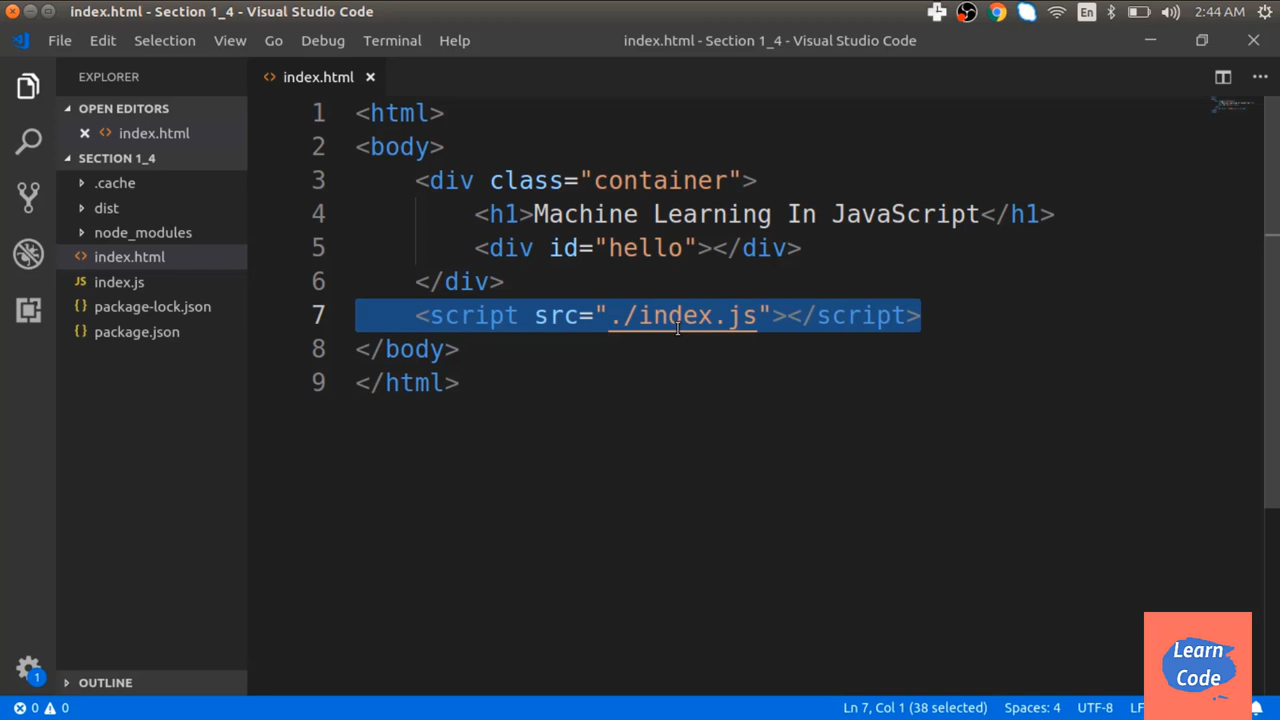 index.html - Section 1_4 - Visual Studio Code
En
2:44 AM
File Edit Selection View Go Debug Terminal Help
index.html - Section 1_4 - Visual Studio Code
EXPLORER
index.html
OPEN EDITORS
index.html
SECTION 1_4
.cache
dist
node_modules
index.html
JS index.js
package-lock.json
package.json
OUTLINE
1 <html>
2 <body>
3 <div class="container">
4 <h1>Machine Learning In JavaScript</h1>
5 <div id="hello"></div>
6 </div>
7 <script src="./index.js"></script>
8 </body>
9 </html>
1
Learn
Code
0 0
Ln 7, Col 1 (38 selected) Spaces: 4 UTF-8 LF